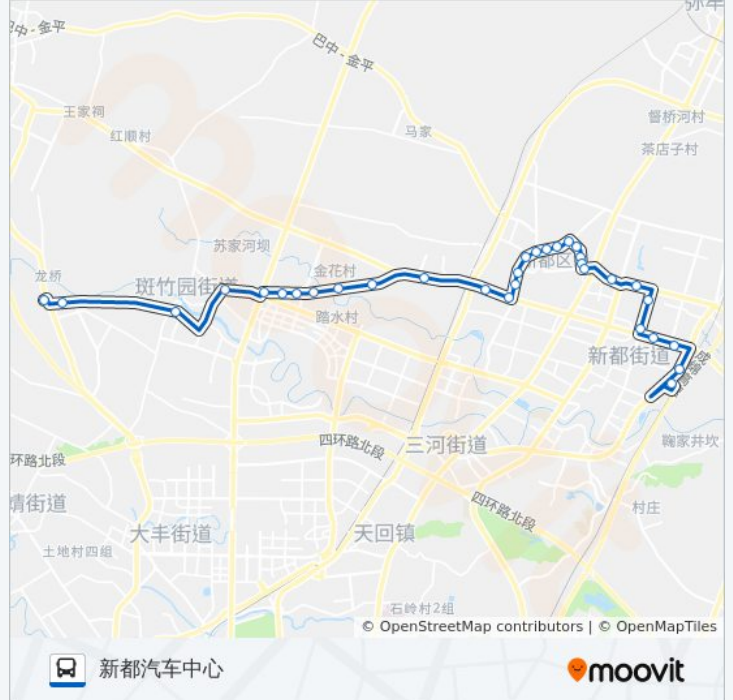 弥牟
巴中 - 金平
巴中 - 金平
王家祠
督桥河村
马家
红顺村
茶店子村
苏家河坝
龙桥
金花村
斑竹园街道
都区
踏水村
新都街道
四环路北段
三河街道
鞠家井坎
环路北段
靖街道
四环路北段
村庄
大丰街道
天回镇
土地村四组
石岭村2组
© OpenStreetMap contributors | © OpenMapTiles
新都汽车中心
moovit